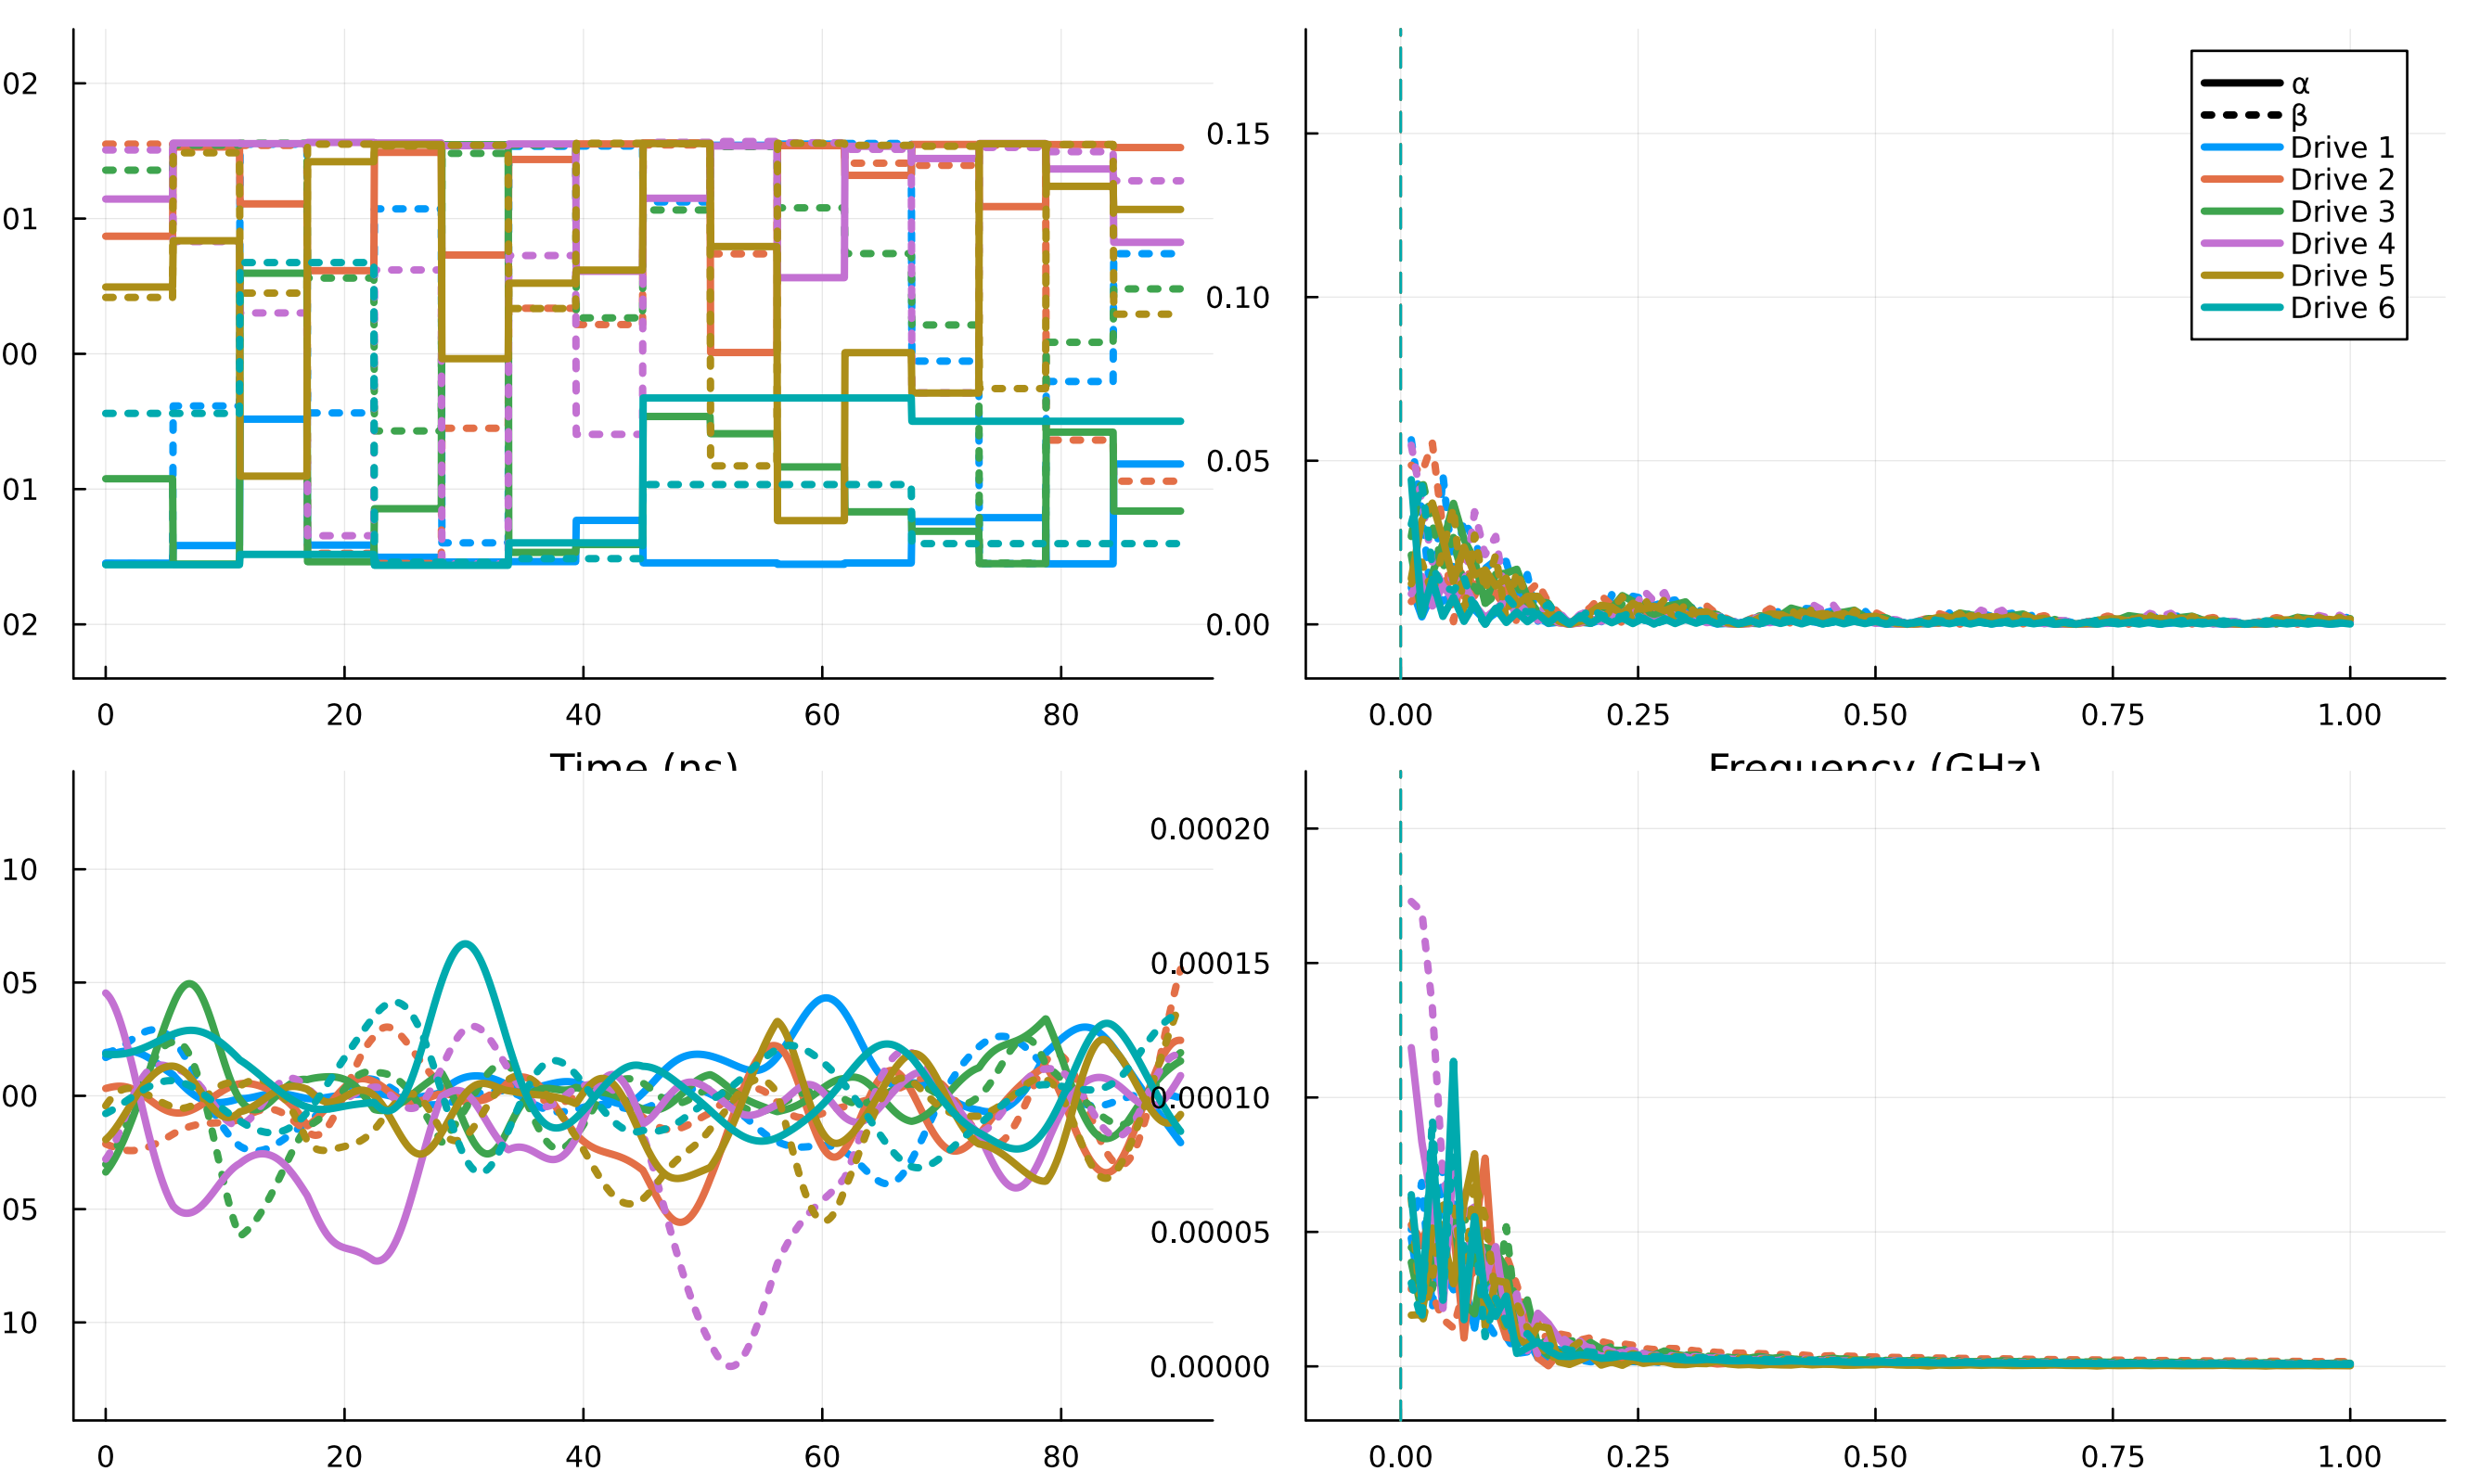 02
01
00
01
02
0 20 40 60 80
Time (ns)
0.15
0.10
0.05
0.00
0.00 0.25 0.50 0.75 1.00
Frequency (GHz)
α
β
Drive 1
Drive 2
Drive 3
Drive 4
Drive 5
Drive 6
10
05
00
05
10
0 20 40 60 80
0.00020
0.00015
0.00010
0.00005
0.00000
0.00 0.25 0.50 0.75 1.00